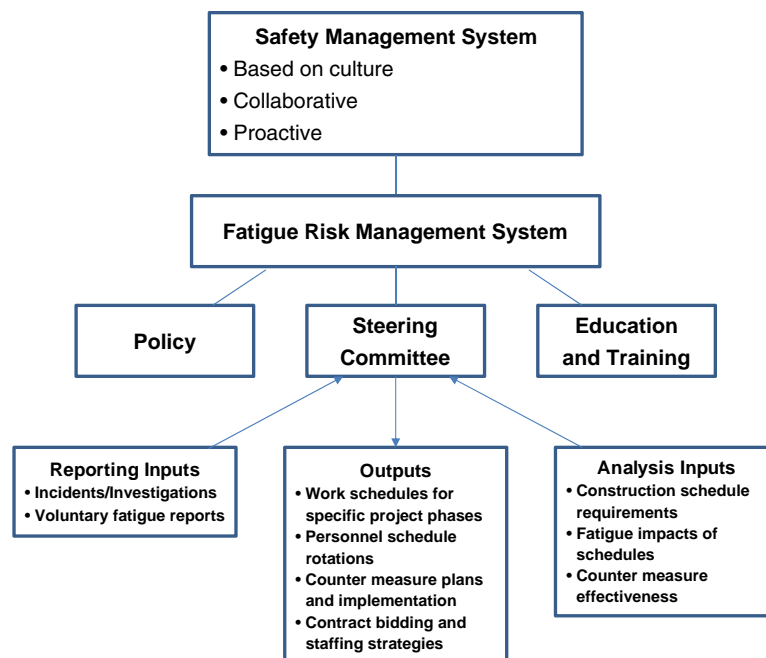 Safety Management System
• Based on culture
• Collaborative
• Proactive
Fatigue Risk Management System
Policy
Steering
Committee
Education
and Training
Reporting Inputs
• Incidents/Investigations
• Voluntary fatigue reports
Outputs
• Work schedules for
specific project phases
• Personnel schedule
rotations
• Counter measure plans
and implementation
• Contract bidding and
staffing strategies
Analysis Inputs
• Construction schedule
requirements
• Fatigue impacts of
schedules
• Counter measure
effectiveness